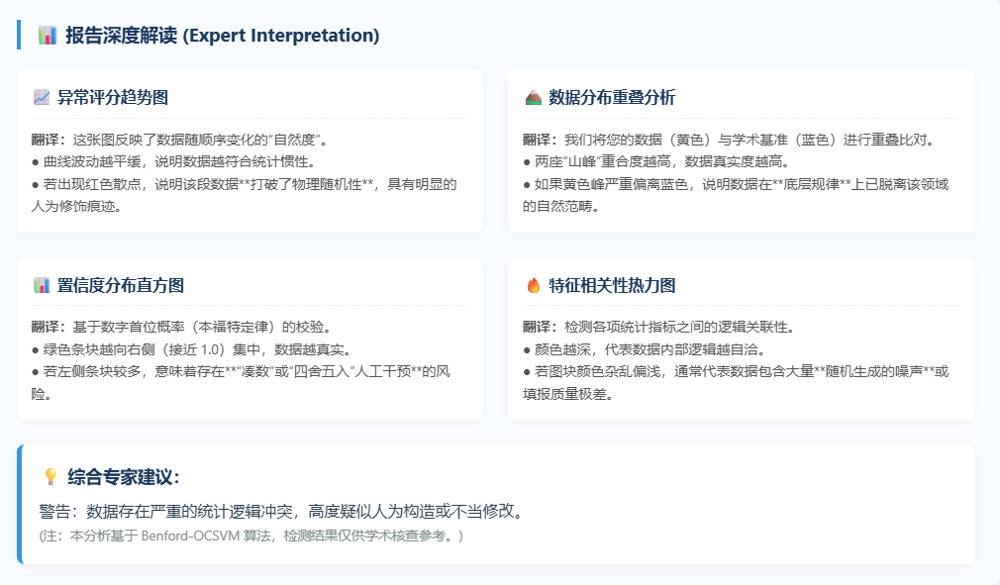 报告深度解读 (Expert Interpretation)
异常评分趋势图
翻译：这张图反映了数据随顺序变化的“自然度”。
● 曲线波动越平缓，说明数据越符合统计惯性。
● 若出现红色散点，说明该段数据**打破了物理随机性**，具有明显的
人为修饰痕迹。
数据分布重叠分析
翻译：我们将您的数据（黄色）与学术基准（蓝色）进行重叠比对。
● 两座“山峰”重合度越高，数据真实度越高。
● 如果黄色峰严重偏离蓝色，说明数据在**底层规律**上已脱离该领域
的自然范畴。
置信度分布直方图
翻译：基于数字首位概率（本福特定律）的校验。
● 绿色条块越向右侧（接近 1.0）集中，数据越真实。
● 若左侧条块较多，意味着存在**“凑数”或“四舍五入”人工干预**的风
险。
特征相关性热力图
翻译：检测各项统计指标之间的逻辑关联性。
● 颜色越深，代表数据内部逻辑越自洽。
● 若图块颜色杂乱偏浅，通常代表数据包含大量**随机生成的噪声**或
填报质量极差。
综合专家建议：
警告：数据存在严重的统计逻辑冲突，高度疑似人为构造或不当修改。
(注：本分析基于 Benford-OCSVM 算法，检测结果仅供学术核查参考。)